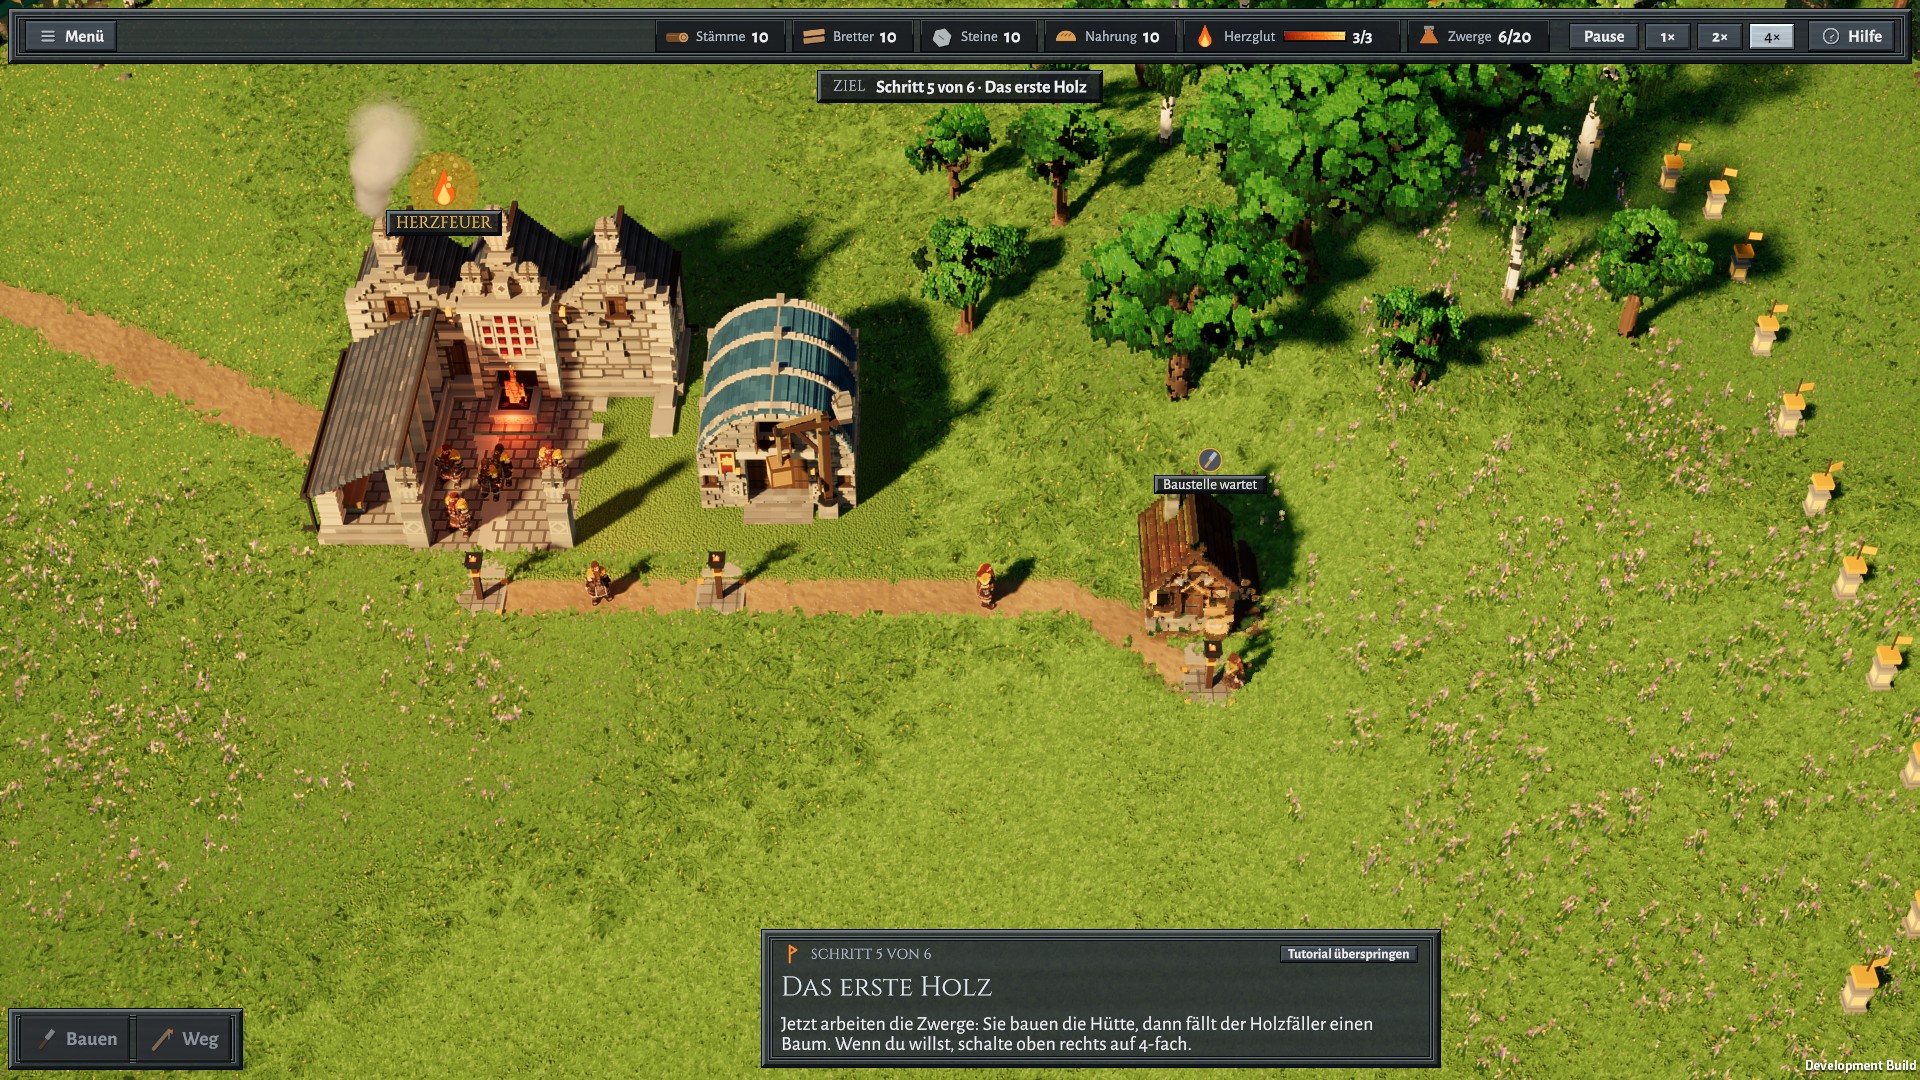 Menü
Stämme 10
Bretter 10
Steine 10
Nahrung 10
Herzglut 3/3
Zwerge 6/20
Pause
1×
2×
4×
Hilfe
ZIEL Schritt 5 von 6 · Das erste Holz
HERZFEUER
Baustelle wartet
SCHRITT 5 VON 6
Tutorial überspringen
Das erste Holz
Jetzt arbeiten die Zwerge: Sie bauen die Hütte, dann fällt der Holzfäller einen
Baum. Wenn du willst, schalte oben rechts auf 4-fach.
Bauen
Weg
Development Build